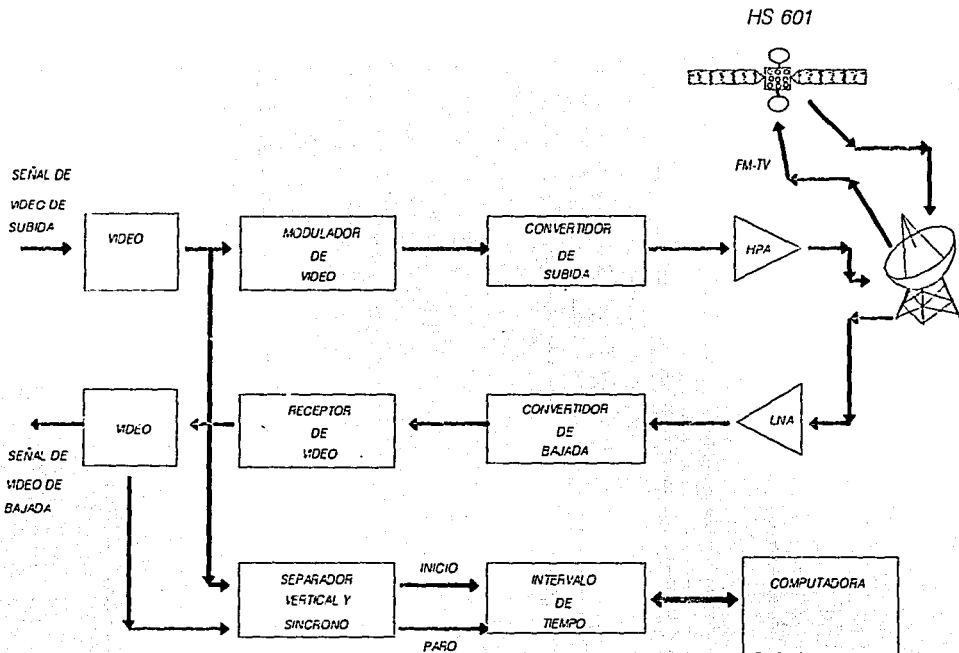 HS 601
FM-TV
SEÑAL DE
VIDEO DE
SUBIDA
VIDEO
MODULADOR
DE
VIDEO
CONVERTIDOR
DE
SUBIDA
HPA
VIDEO
RECEPTOR
DE
VIDEO
CONVERTIDOR
DE
BAJADA
LNA
SEÑAL DE
VIDEO DE
BAJADA
SEPARADOR
VERTICAL Y
SINCRONO
INICIO
PARO
INTERVALO
DE
TIEMPO
COMPUTADORA